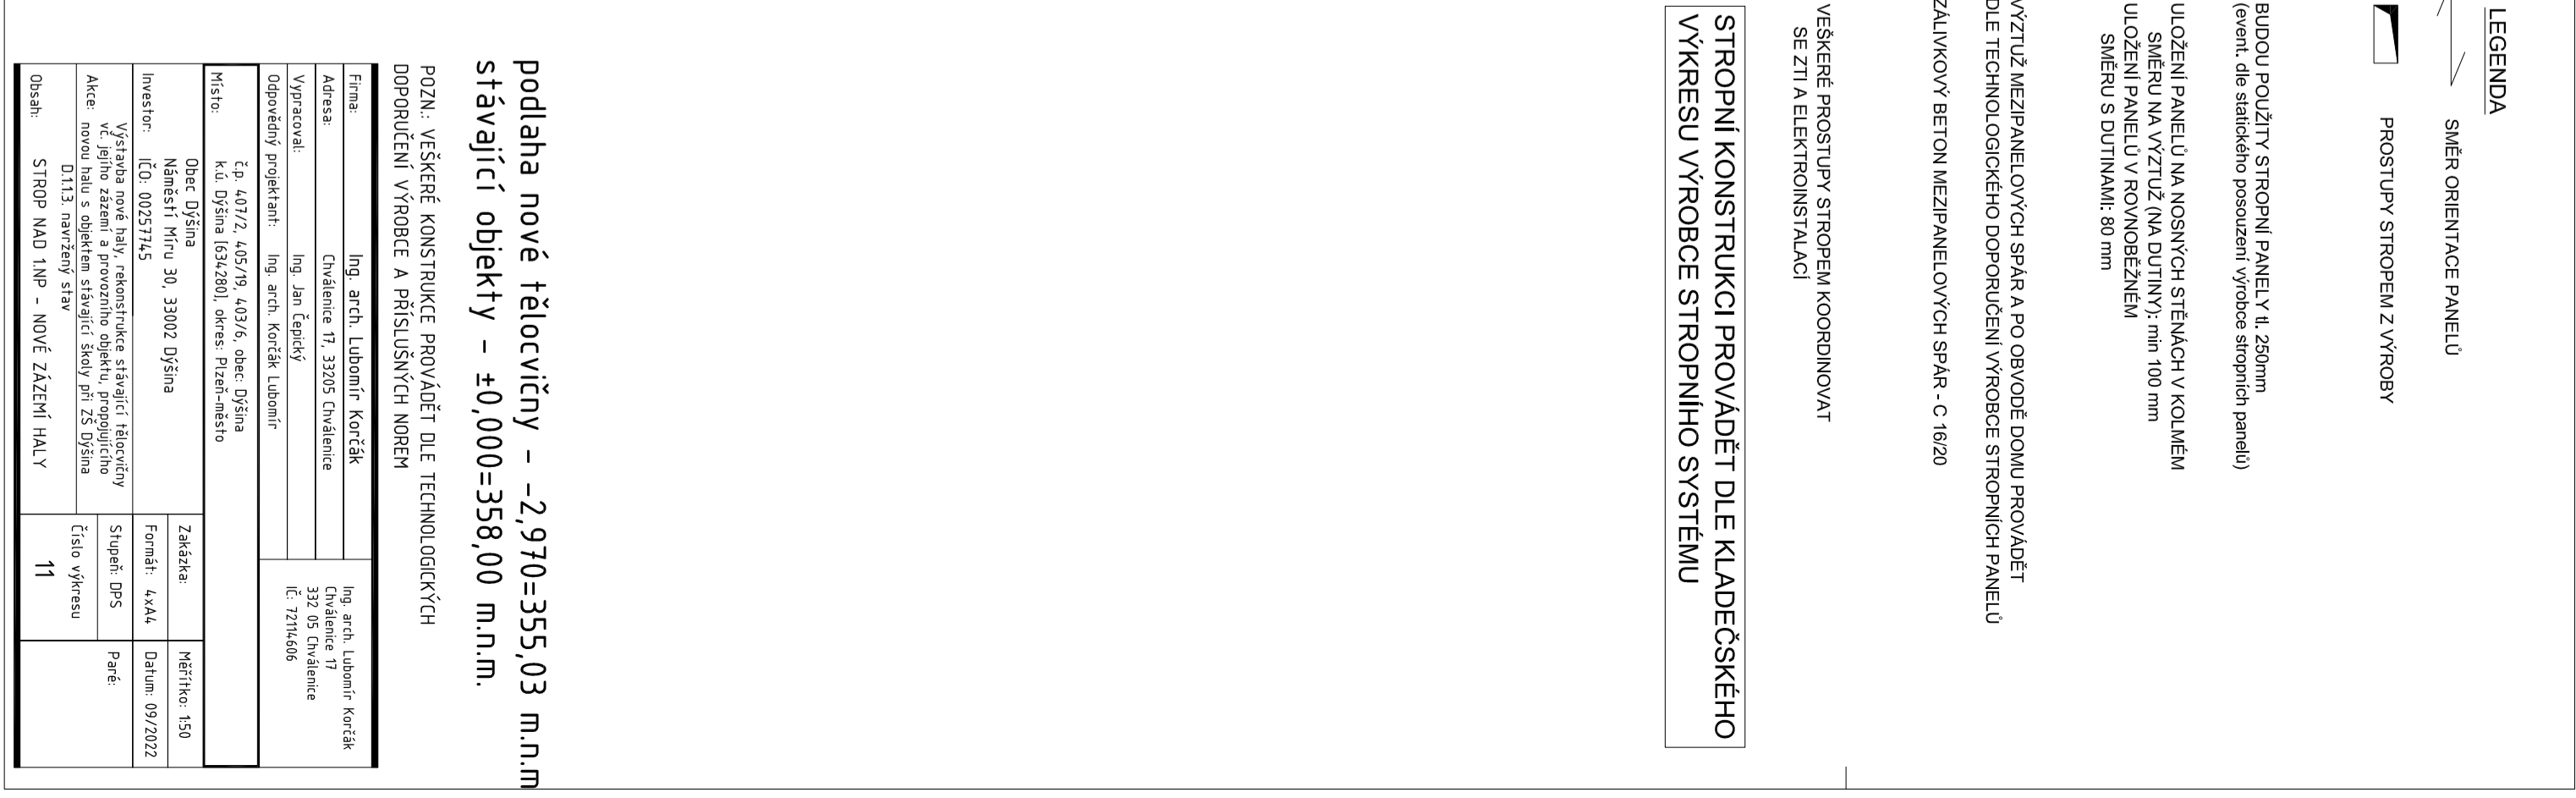 LEGENDA
SMĚR ORIENTACE PANELŮ
PROSTUPY STROPEM Z VÝROBY
BUDOU POUŽITY STROPNÍ PANELY tl. 250mm
(event. dle statického posouzení výrobce stropních panelů)
ULOŽENÍ PANELŮ NA NOSNÝCH STĚNÁCH V KOLMÉM
SMĚRU NA VÝZTUŽ (NA DUTINY): min 100 mm
ULOŽENÍ PANELŮ V ROVNOBĚŽNÉM
SMĚRU S DUTINAMI: 80 mm
VÝZTUŽ MEZIPANELOVÝCH SPÁR A PO OBVODĚ DOMU PROVÁDĚT
DLE TECHNOLOGICKÉHO DOPORUČENÍ VÝROBCE STROPNÍCH PANELŮ
ZÁLIVKOVÝ BETON MEZIPANELOVÝCH SPÁR - C 16/20
VEŠKERÉ PROSTUPY STROPEM KOORDINOVAT
SE ZTI A ELEKTROINSTALACÍ
STROPNÍ KONSTRUKCI PROVÁDĚT DLE KLADEČSKÉHO
VÝKRESU VÝROBCE STROPNÍHO SYSTÉMU
podlaha nové tělocvičny - -2,970=355,03 m.n.m
stávající objekty - ±0,000=358,00 m.n.m.
POZN.: VEŠKERÉ KONSTRUKCE PROVÁDĚT DLE TECHNOLOGICKÝCH
DOPORUČENÍ VÝROBCE A PŘÍSLUŠNÝCH NOREM
Firma: Ing. arch. Lubomír Korčák
Adresa: Chválenice 17, 33205 Chválenice
Vypracoval: Ing. Jan Čepický
Odpovědný projektant: Ing. arch. Korčák Lubomír
Ing. arch. Lubomír Korčák
Chválenice 17
332 05 Chválenice
IČ: 72114606
Místo: č.p. 407/2, 405/19, 403/6, obec: Dýšina
k.ú. Dýšina [634280], okres: Plzeň-město
Investor: Obec Dýšina
Náměstí Míru 30, 33002 Dýšina
IČO: 00257745
Zakázka:
Měřítko: 1:50
Formát: 4xA4
Datum: 09/2022
Akce: Výstavba nové haly, rekonstrukce stávající tělocvičny
vč. jejího zázemí a provozního objektu, propojujícího
novou halu s objektem stávající školy při ZŠ Dýšina
Stupeň: DPS
Paré:
D.1.1.3. navržený stav
Obsah: STROP NAD 1.NP - NOVÉ ZÁZEMÍ HALY
Číslo výkresu
11